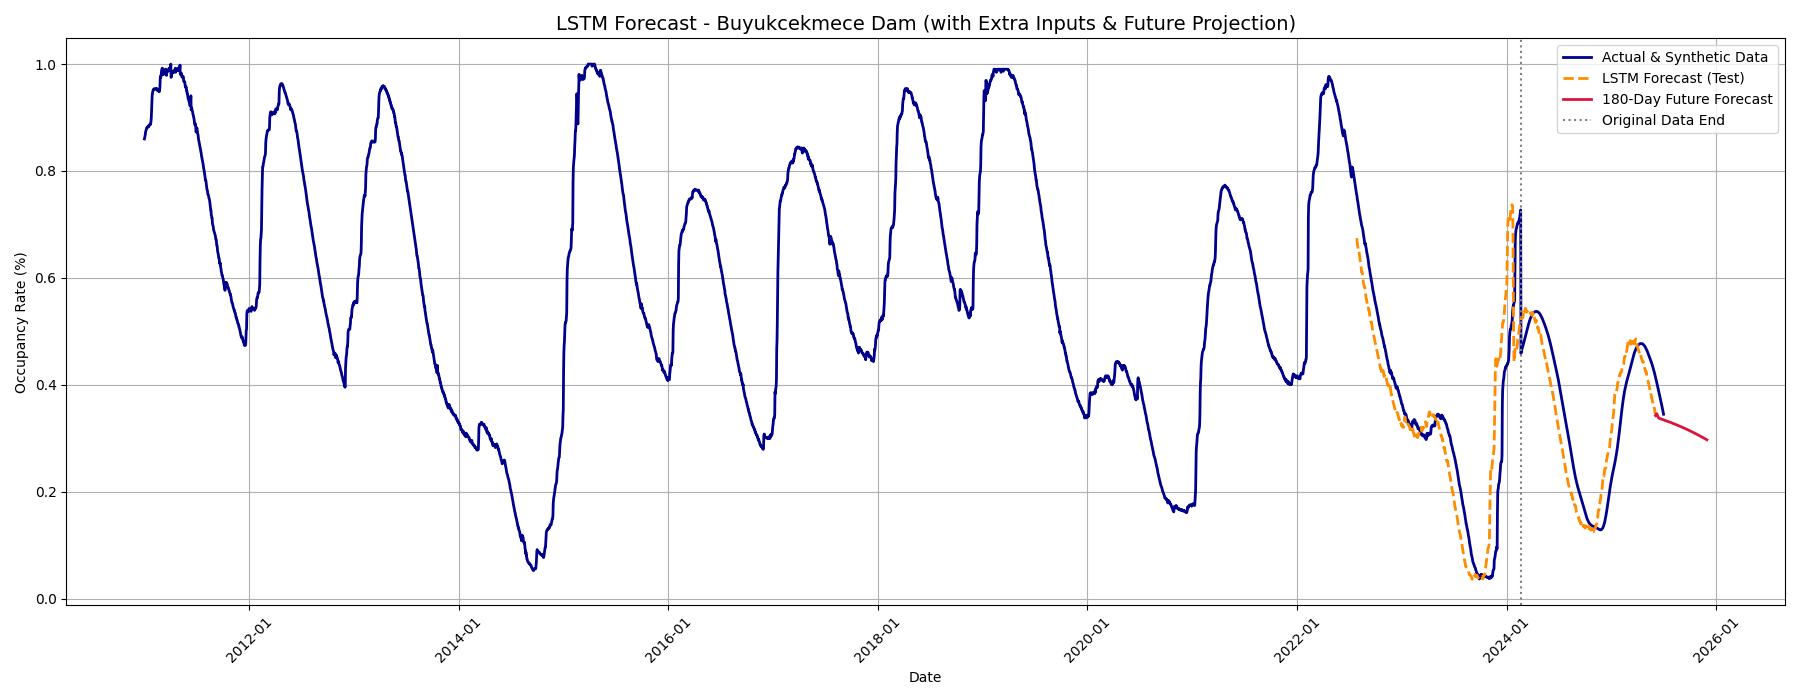 LSTM Forecast - Buyukcekmece Dam (with Extra Inputs & Future Projection)
Actual & Synthetic Data
LSTM Forecast (Test)
180-Day Future Forecast
Original Data End
Occupancy Rate (%)
1.0
0.8
0.6
0.4
0.2
0.0
2012-01
2014-01
2016-01
2018-01
2020-01
2022-01
2024-01
2026-01
Date